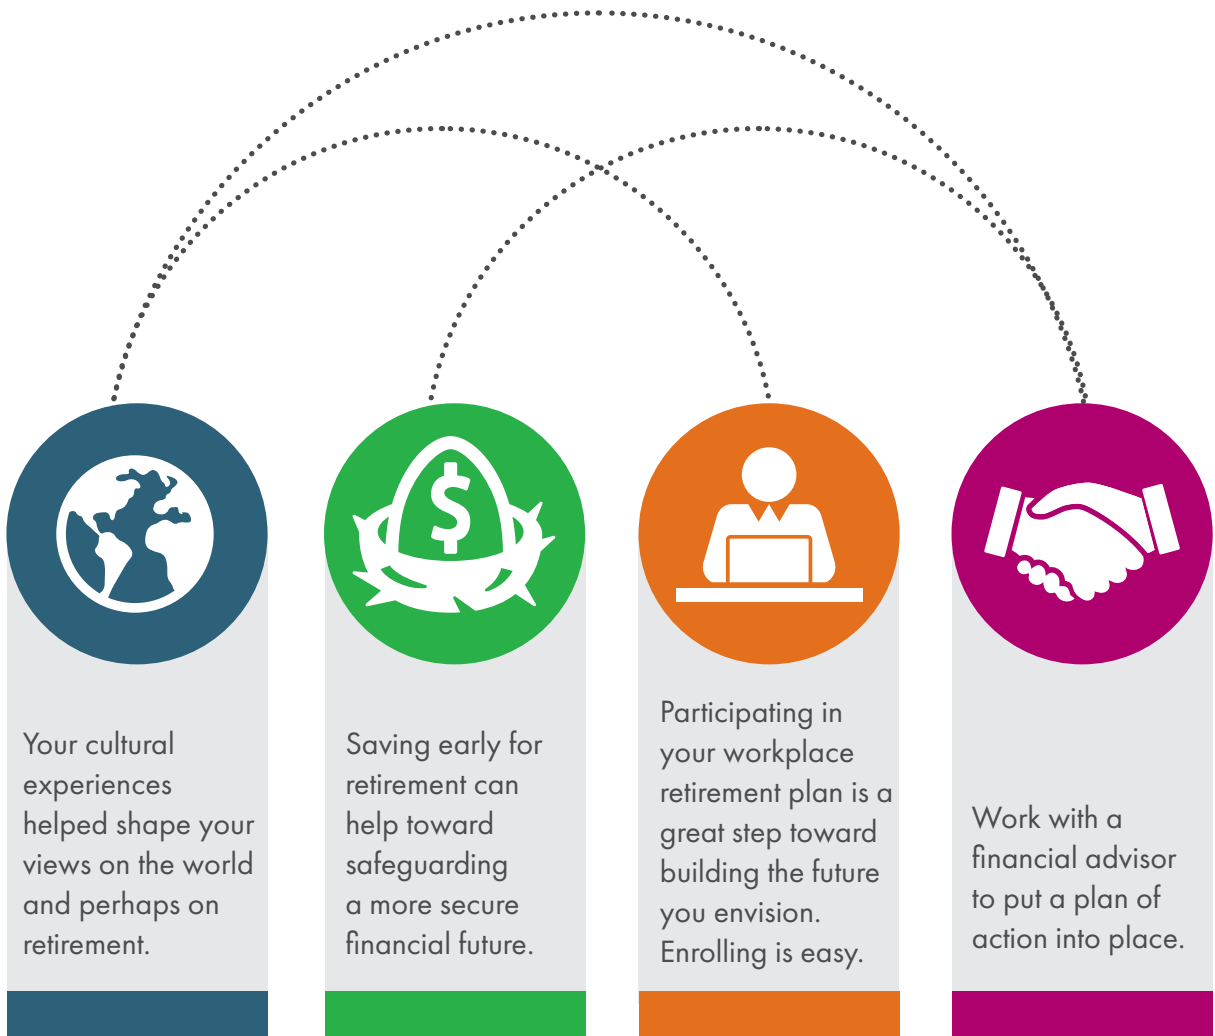 $
Your cultural
experiences
helped shape your
views on the world
and perhaps on
retirement.
Saving early for
retirement can
help toward
safeguarding
a more secure
financial future.
Participating in
your workplace
retirement plan is a
great step toward
building the future
you envision.
Enrolling is easy.
Work with a
financial advisor
to put a plan of
action into place.